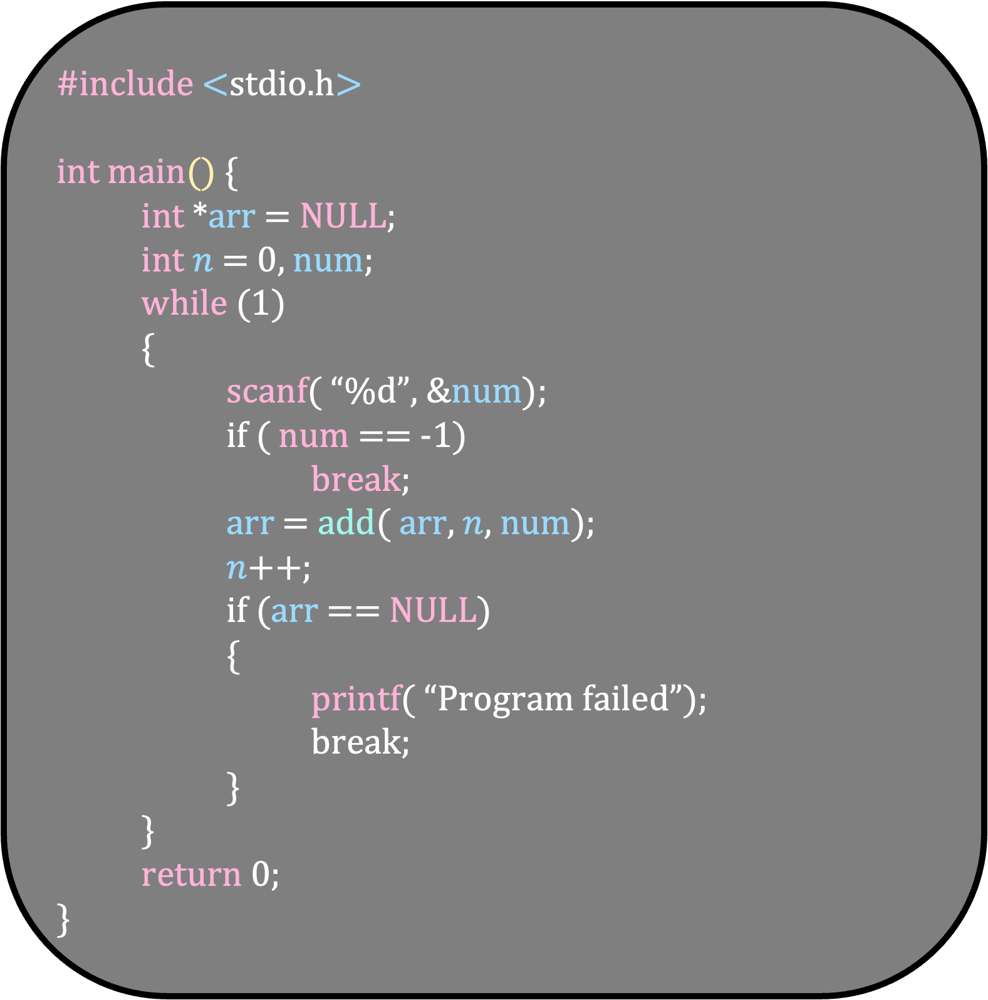 #include <stdio.h>
int main() {
int *arr = NULL;
int n = 0, num;
while (1)
{
scanf( “%d”, &num);
if ( num == -1)
break;
arr = add( arr, n, num);
n++;
if (arr == NULL)
{
printf( “Program failed”);
break;
}
}
return 0;
}